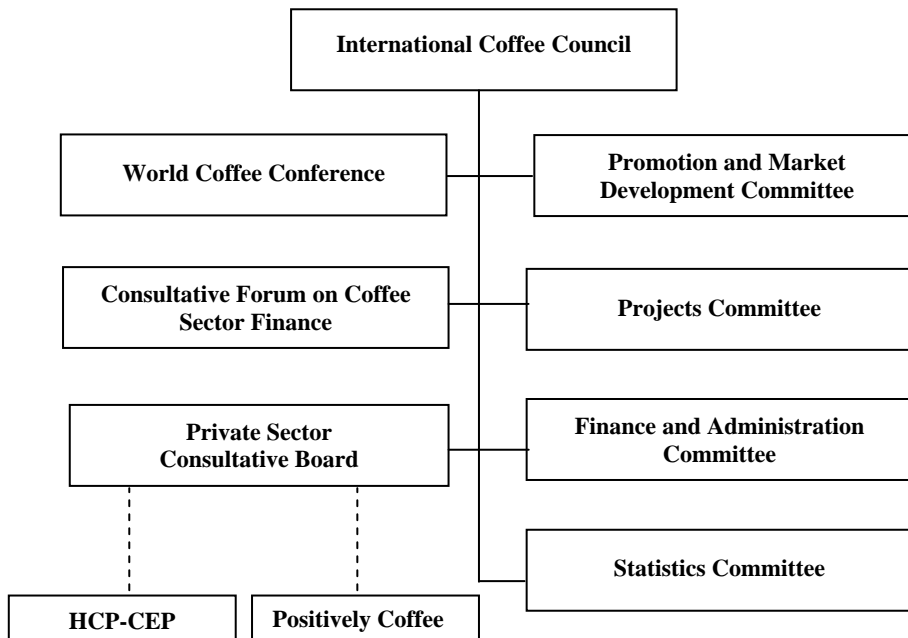 International Coffee Council
World Coffee Conference
Promotion and Market
Development Committee
Consultative Forum on Coffee
Sector Finance
Projects Committee
Private Sector
Consultative Board
Finance and Administration
Committee
Statistics Committee
HCP-CEP
Positively Coffee